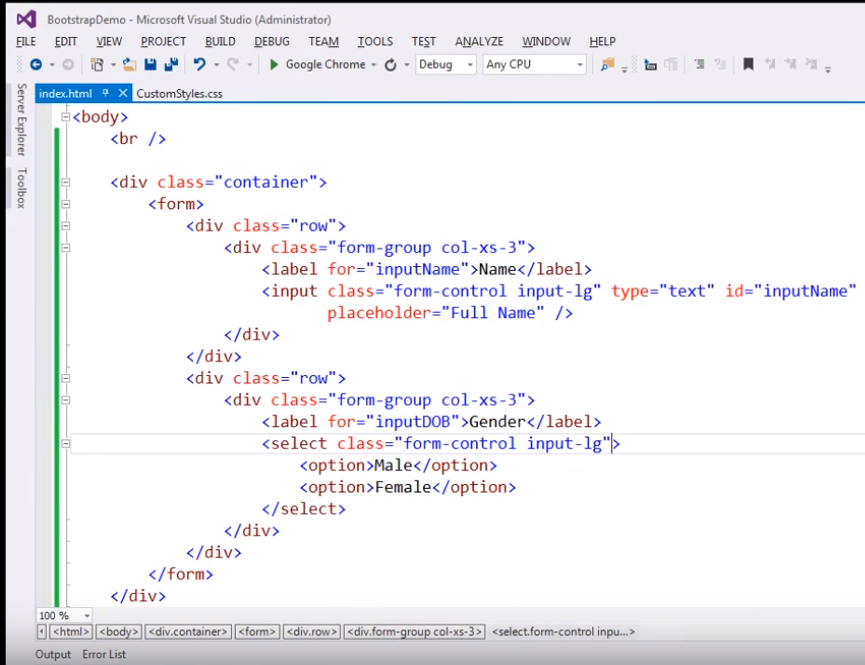 BootstrapDemo - Microsoft Visual Studio (Administrator)
FILE EDIT VIEW PROJECT BUILD DEBUG TEAM TOOLS TEST ANALYZE WINDOW HELP
Google Chrome Debug Any CPU
index.html CustomStyles.css
Server Explorer
Toolbox
<body>
<br />
<div class="container">
<form>
<div class="row">
<div class="form-group col-xs-3">
<label for="inputName">Name</label>
<input class="form-control input-lg" type="text" id="inputName"
placeholder="Full Name" />
</div>
</div>
<div class="row">
<div class="form-group col-xs-3">
<label for="inputDOB">Gender</label>
<select class="form-control input-lg">
<option>Male</option>
<option>Female</option>
</select>
</div>
</div>
</form>
</div>
100 %
<html> <body> <div.container> <form> <div.row> <div.form-group col-xs-3> <select.form-control inpu...>
Output Error List